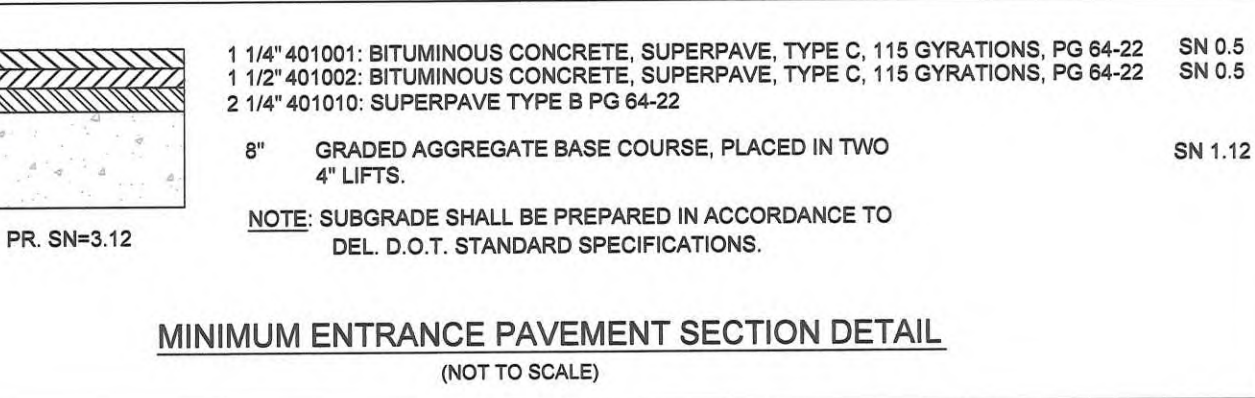 1 1/4" 401001: BITUMINOUS CONCRETE, SUPERPAVE, TYPE C, 115 GYRATIONS, PG 64-22 SN 0.5
1 1/2" 401002: BITUMINOUS CONCRETE, SUPERPAVE, TYPE C, 115 GYRATIONS, PG 64-22 SN 0.5
2 1/4" 401010: SUPERPAVE TYPE B PG 64-22
8" GRADED AGGREGATE BASE COURSE, PLACED IN TWO SN 1.12
4" LIFTS.
NOTE: SUBGRADE SHALL BE PREPARED IN ACCORDANCE TO
PR. SN=3.12
DEL. D.O.T. STANDARD SPECIFICATIONS.
MINIMUM ENTRANCE PAVEMENT SECTION DETAIL
(NOT TO SCALE)